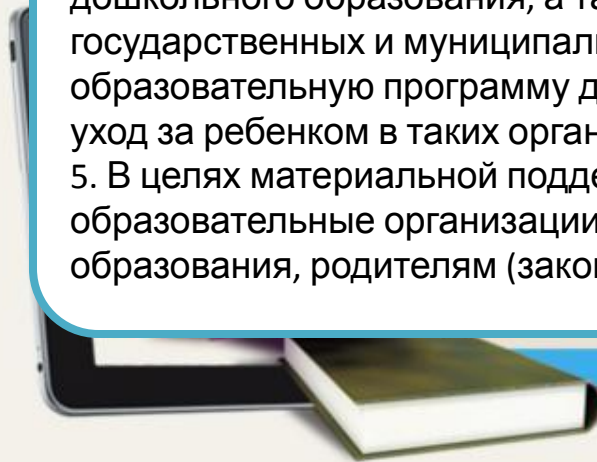 дошкольного образования, а та
государственных и муниципаль
образовательную программу д
уход за ребенком в таких орган
5. В целях материальной подде
образовательные организации
образования, родителям (закон